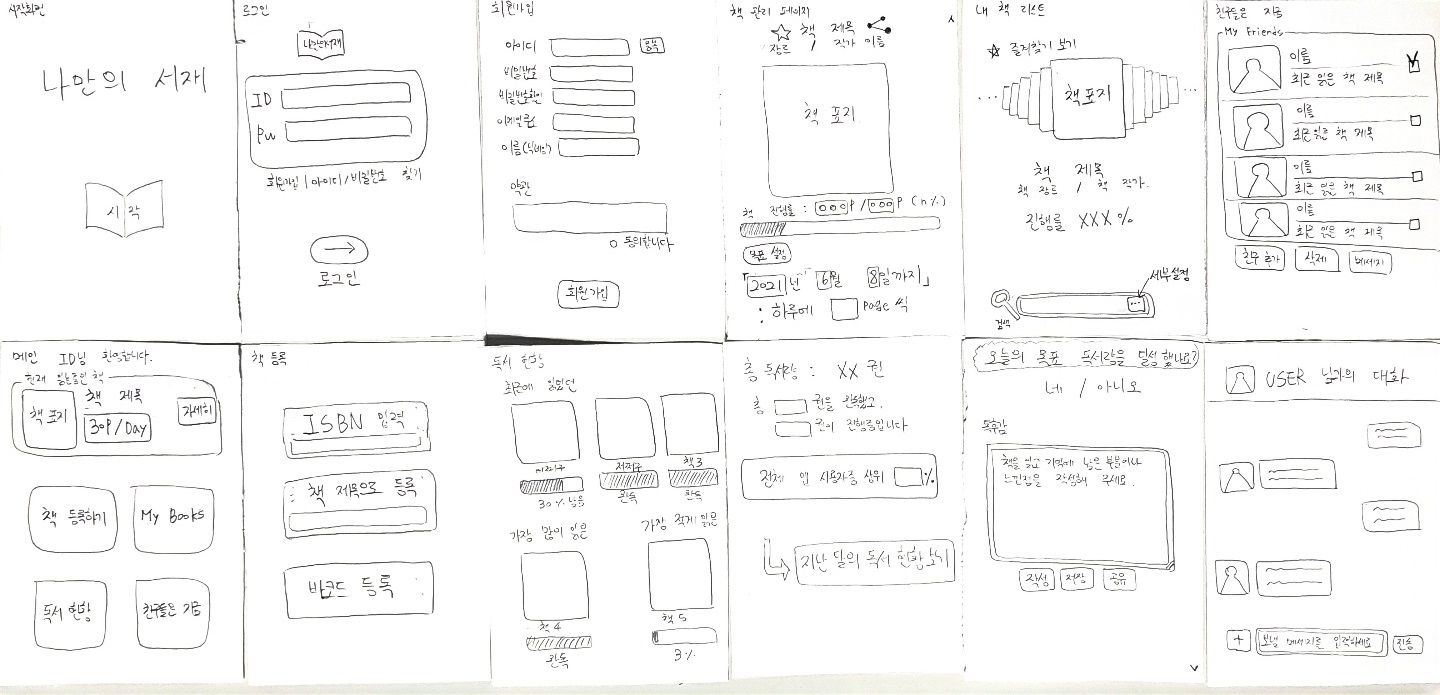 시작화면
나만의 서재
시작
로그인
나만의서재
ID
PW
회원가입 | 아이디 / 비밀번호 찾기
→
로그인
회원가입
아이디
비밀번호
비밀번호확인
이메일주소
이름(닉네임)
약관
동의합니다
회원가입
책 관리 페이지
☆ 책 제목
장르 / 작가 이름
책 표지
책 진행률 : 000P / 000P (n%)
목표 설정
「2021년 6월 8일까지」
: 하루에 page 씩
내 책 리스트
☆ 즐겨찾기 보기
... 책표지 ...
책 제목
책 장르 / 책 작가.
진행률 XXX%
세부설정
...
검색
친구들은 지금
My Friends
이름
최근 읽은 책 제목
이름
최근읽은 책 제목
이름
최근 읽은 책 제목
이름
최근 읽은 책 제목
친구 추가
삭제
메세지
메인 ID님 환영합니다.
현재 읽는중인 책
책 표지
책 제목
30P/Day
자세히
책 등록하기
My Books
독서 현황
친구들은 지금
책 등록
ISBN 입력
책 제목으로 등록
바코드 등록
독서 현황
최근에 읽었던
어쩌구
저쩌구
책 3
30% 남음
완독
완독
가장 많이 읽은
가장 적게 읽은
책 4
책 5
완독
3%
총 독서량 : XX 권
총 권을 완독했고,
권이 진행중입니다
전체 앱 사용자중 상위 %
지난 달의 독서 현황보기
오늘의 목표 독서량을 달성했나요?
네 / 아니오
독후감
책을 읽고 기억에 남은 부분이나
느낀점을 작성해 주세요.
작성
저장
공유
USER 님과의 대화
+
보낼 메세지를 입력하세요
전송